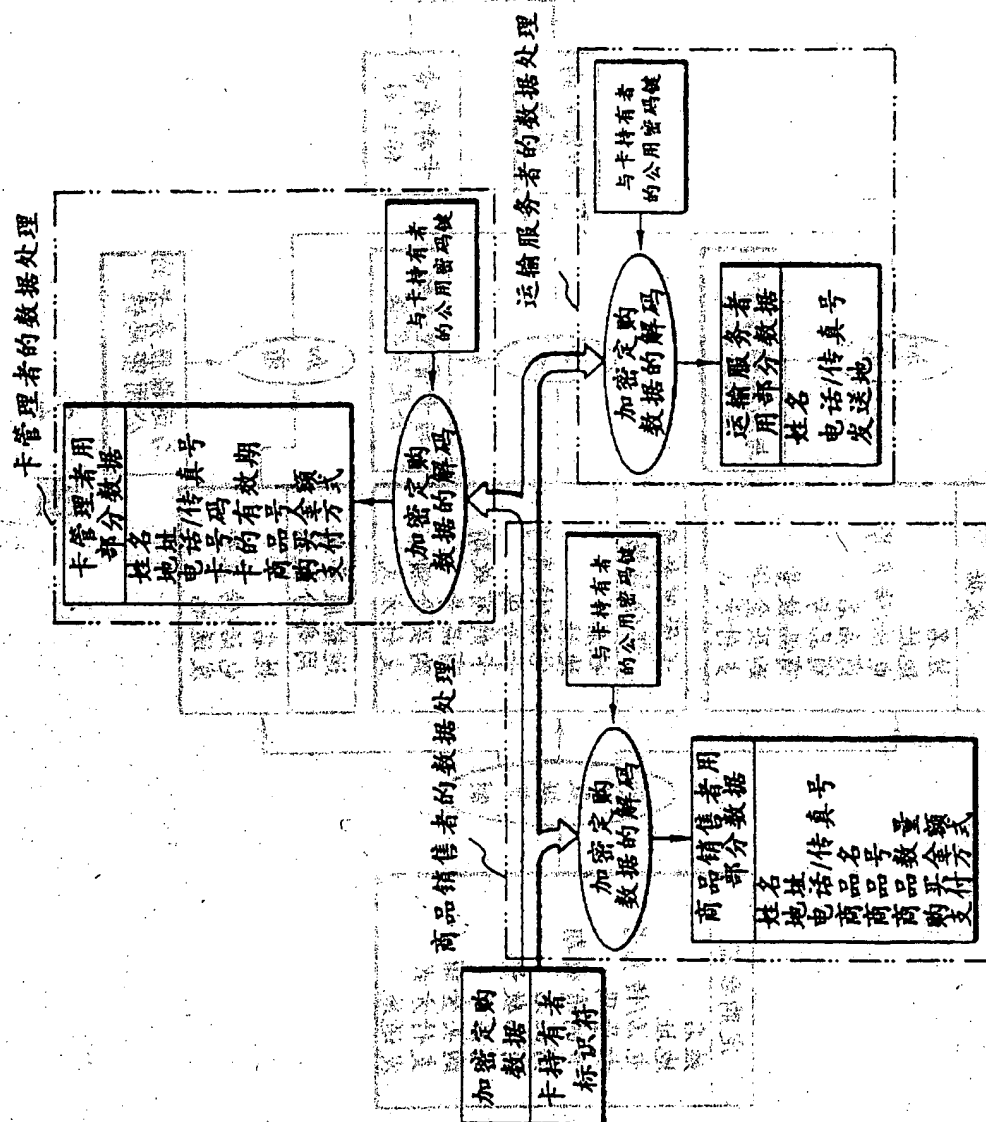 卡管理者的数据处理
卡管理者用
部分数据
姓名
地址
电话/传真号
卡号码
卡的有效期
商品号
购买金额
支付方式
与卡持有者
的公用密码键
加密定购
数据的解码
商品销售者的数据处理
加密定购
数据
卡持有者
标识符
运输服务者的数据处理
与卡持有者
的公用密码键
加密定购
数据的解码
与卡持有者
的公用密码键
加密定购
数据的解码
商品销售者用
部分数据
姓名
地址
电话/传真号
商品名
商品号
商品数量
购买金额
支付方式
运输服务者
用部分数据
姓名
电话/传真号
发送地